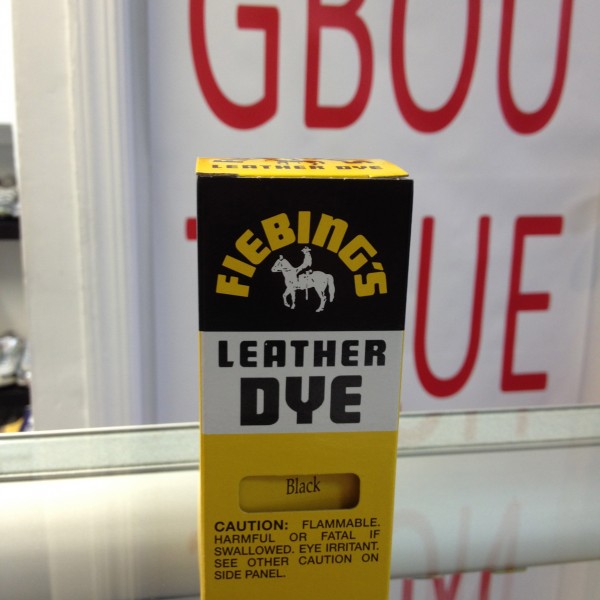 GBOU
UE
LEATHER DYE
FIEBING'S
LEATHER
DYE
Black
CAUTION: FLAMMABLE.
HARMFUL OR FATAL IF
SWALLOWED. EYE IRRITANT.
SEE OTHER CAUTION ON
SIDE PANEL.